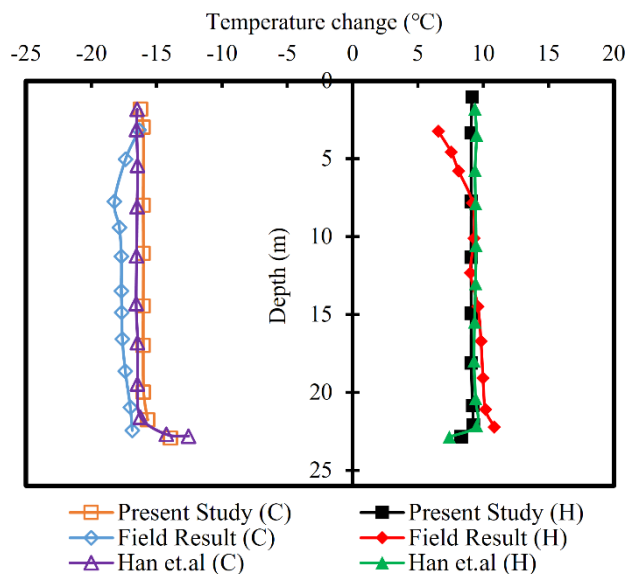 Temperature change (°C)
-25 -20 -15 -10 -5 0 5 10 15 20
0
5
10
15
20
25
Depth (m)
Present Study (C) Present Study (H)
Field Result (C) Field Result (H)
Han et.al (C) Han et.al (H)